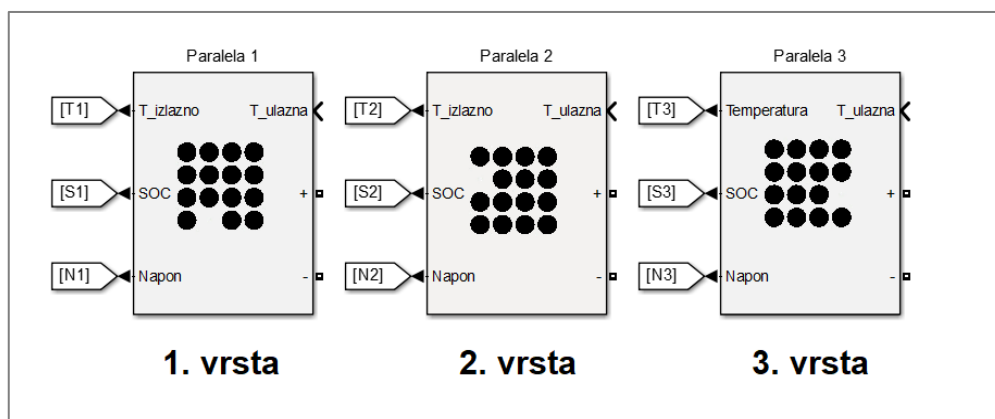 Paralela 1
[T1] T_izlazno T_ulazna
[S1] SOC +
[N1] Napon -
1. vrsta
Paralela 2
[T2] T_izlazno T_ulazna
[S2] SOC +
[N2] Napon -
2. vrsta
Paralela 3
[T3] Temperatura T_ulazna
[S3] SOC +
[N3] Napon -
3. vrsta